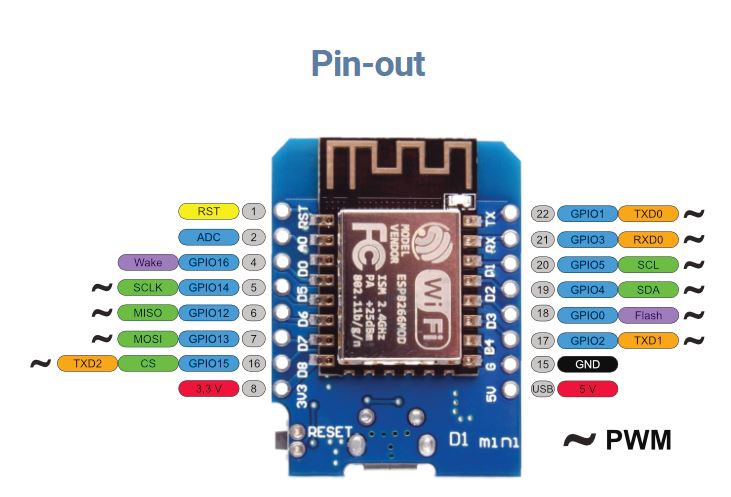 Pin-out
RST 1
ADC 2
Wake GPIO16 4
~ SCLK GPIO14 5
~ MISO GPIO12 6
~ MOSI GPIO13 7
~ TXD2 CS GPIO15 16
3,3 V 8
RST
A0
D0
D5
D6
D7
D8
3V3
MODEL
VENDOR
ESP8266MOD
FC
ISM 2.4GHz
PA +25dBm
802.11b/g/n
WiFi
TX
RX
D1
D2
D3
D4
G
5V
22 GPIO1 TXD0 ~
21 GPIO3 RXD0 ~
20 GPIO5 SCL ~
19 GPIO4 SDA ~
18 GPIO0 Flash ~
17 GPIO2 TXD1 ~
15 GND
USB 5 V
RESET
D1 mini
~ PWM